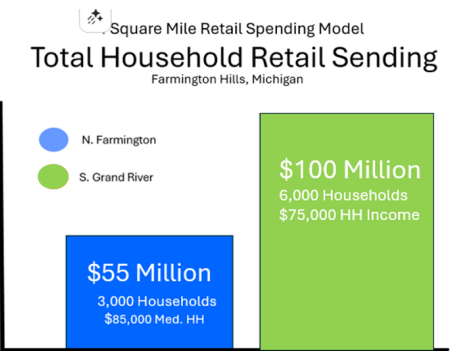 Square Mile Retail Spending Model
Total Household Retail Sending
Farmington Hills, Michigan
N. Farmington
S. Grand River
$100 Million
6,000 Households
$75,000 HH Income
$55 Million
3,000 Households
$85,000 Med. HH